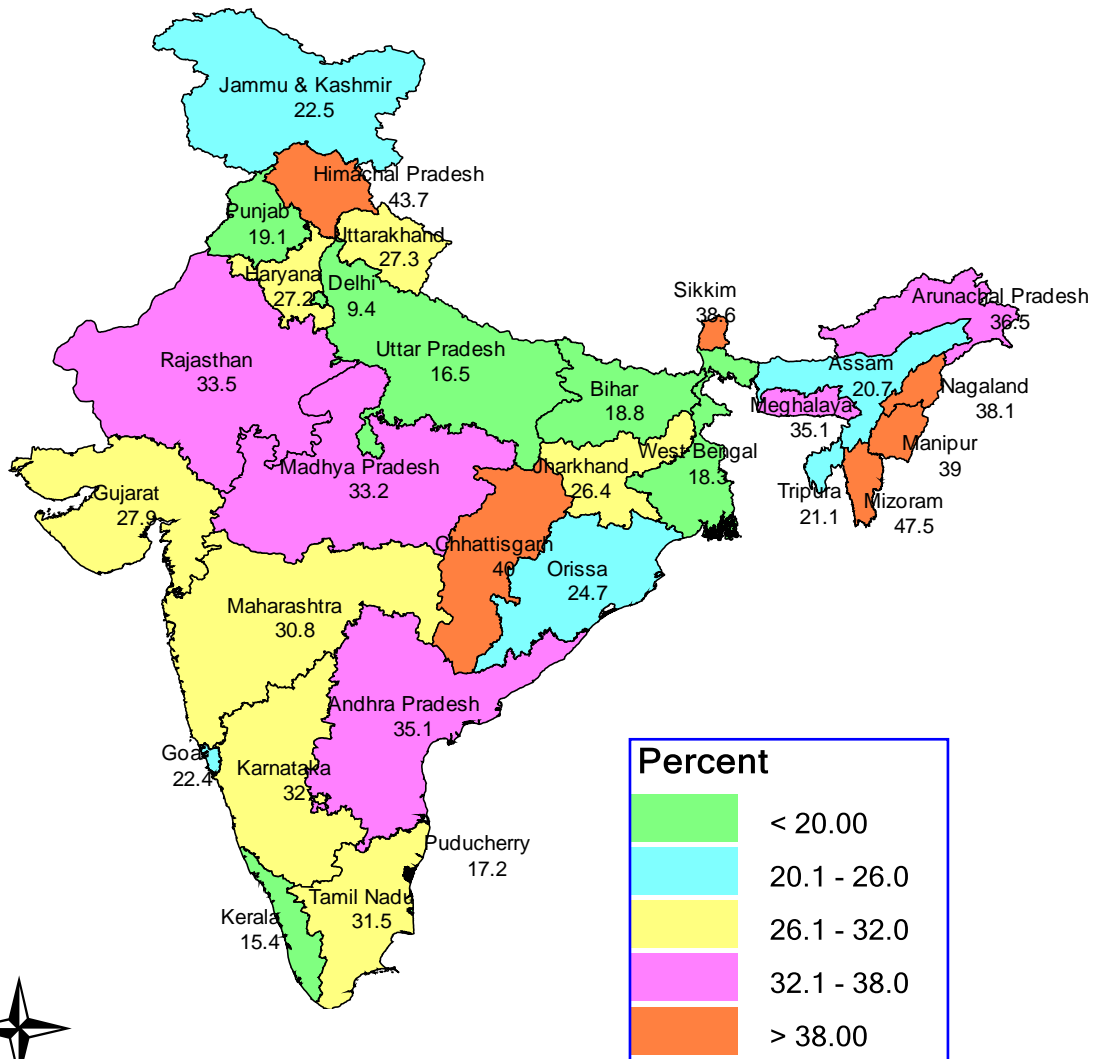 Jammu & Kashmir
22.5
Himachal Pradesh
43.7
Punjab
19.1
Uttarakhand
27.3
Haryana
27.2
Delhi
9.4
Sikkim
38.6
Arunachal Pradesh
36.5
Rajasthan
33.5
Uttar Pradesh
16.5
Assam
20.7
Bihar
18.8
Nagaland
38.1
Meghalaya
35.1
Manipur
39
Madhya Pradesh
33.2
Jharkhand
26.4
West Bengal
18.3
Gujarat
27.9
Tripura
21.1
Mizoram
47.5
Chhattisgarh
40
Orissa
24.7
Maharashtra
30.8
Andhra Pradesh
35.1
Goa
22.4
Karnataka
Puducherry
17.2
Tamil Nadu
31.5
Kerala
15.4
Percent
< 20.00
20.1 - 26.0
26.1 - 32.0
32.1 - 38.0
> 38.00